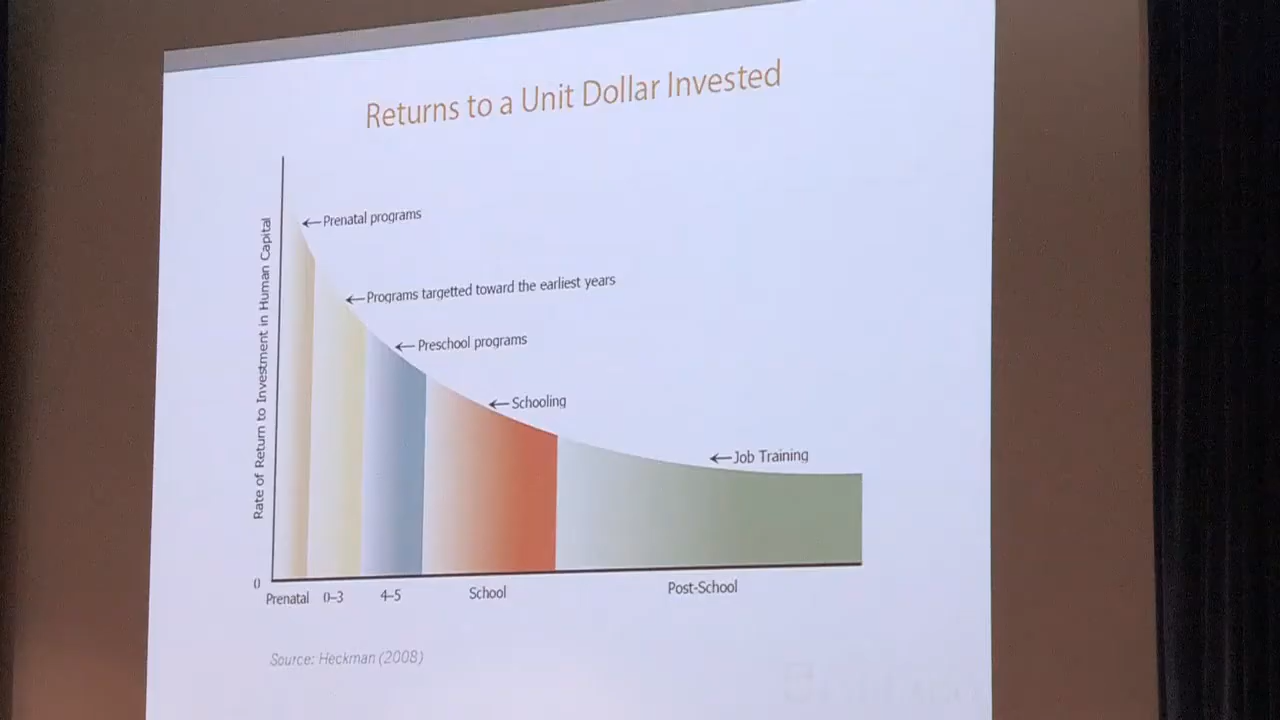 Returns to a Unit Dollar Invested
Rate of Return to Investment in Human Capital
Prenatal programs
Programs targetted toward the earliest years
Preschool programs
Schooling
Job Training
0
Prenatal 0–3 4–5 School Post-School
Source: Heckman (2008)